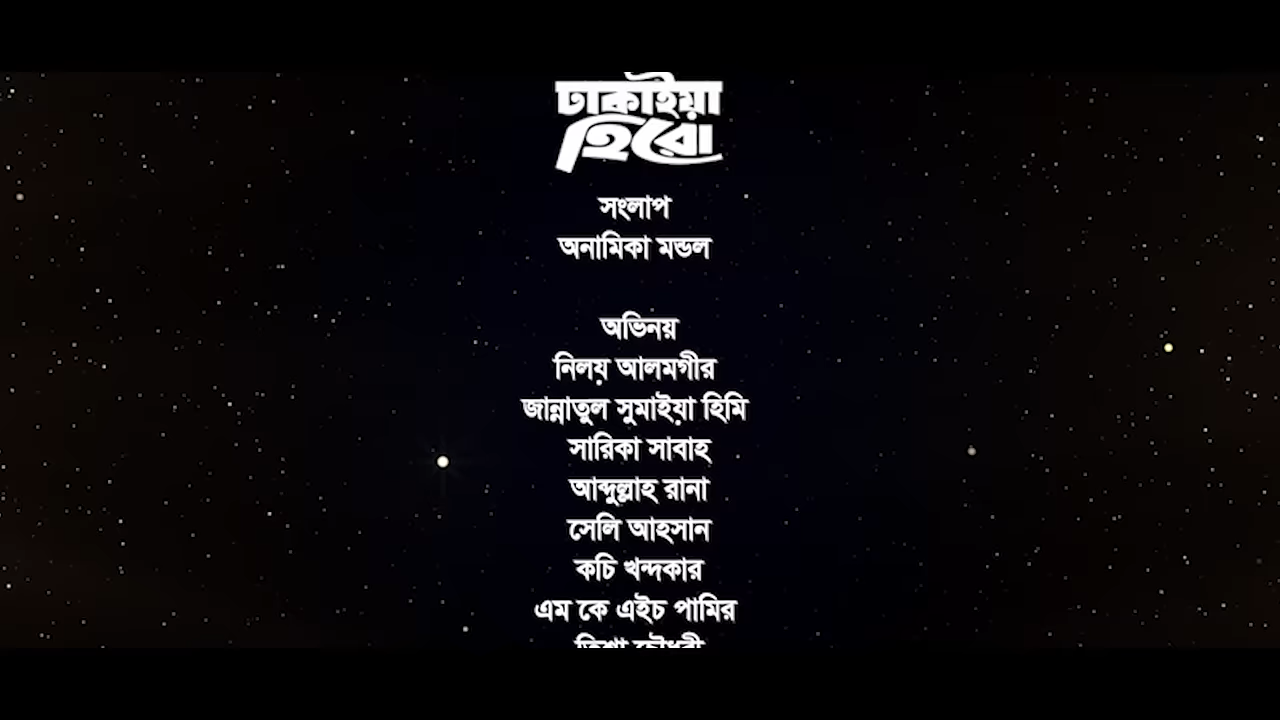 ঢাকাইয়া
হিরো
সংলাপ
অনামিকা মন্ডল
অভিনয়
নিলয় আলমগীর
জান্নাতুল সুমাইয়া হিমি
সারিকা সাবাহ
আব্দুল্লাহ রানা
সেলি আহসান
কচি খন্দকার
এম কে এইচ পামির